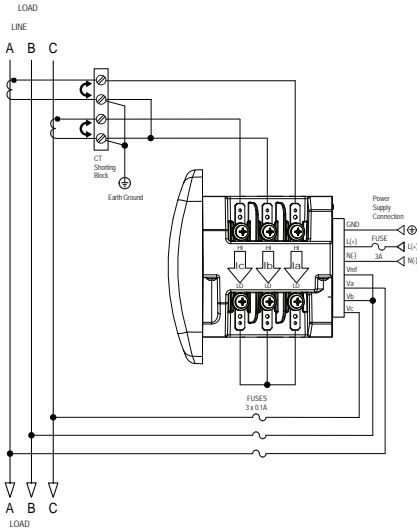 LOAD
LINE
A B C
CT
Shorting
Block
Earth Ground
Power
Supply
Connection
GND
L(+)
FUSE
L(+)
N(-)
3A
N(-)
Vref
Va
Vb
Vc
HI HI HI
Ic Ib Ia
LO LO LO
FUSES
3 x 0.1A
A B C
LOAD